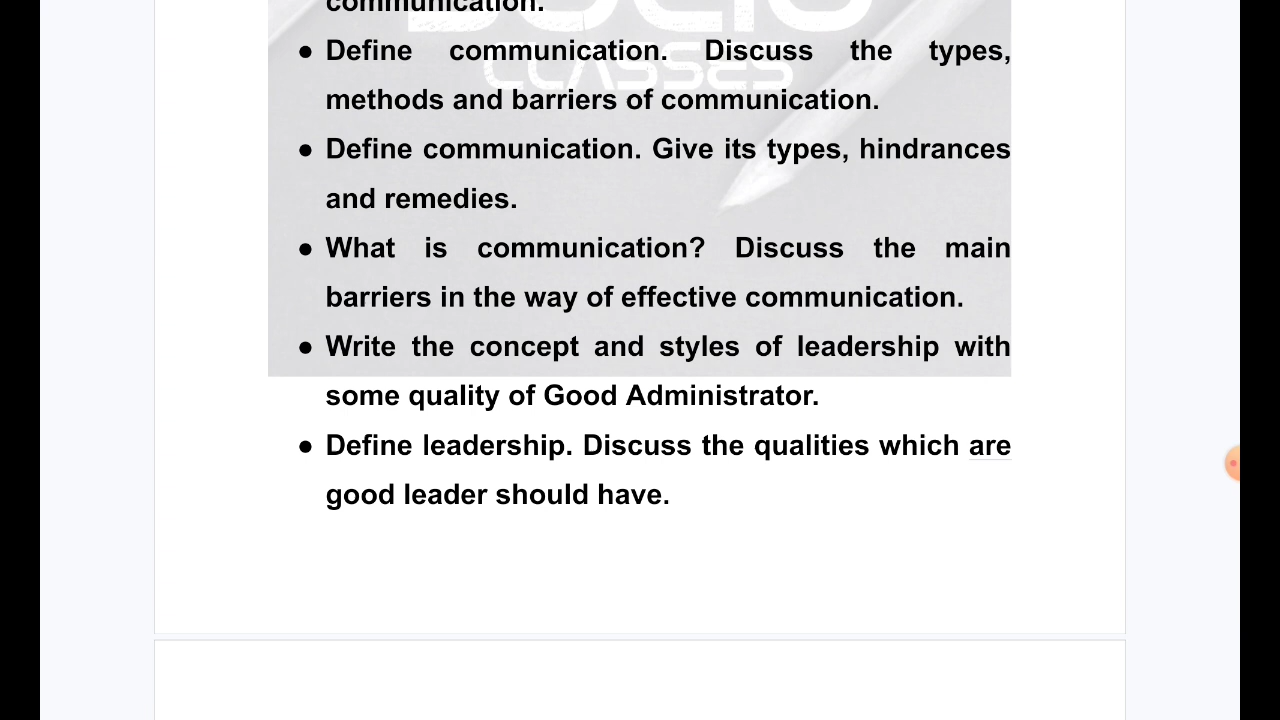 communication.
● Define communication. Discuss the types,
methods and barriers of communication.
● Define communication. Give its types, hindrances
and remedies.
● What is communication? Discuss the main
barriers in the way of effective communication.
● Write the concept and styles of leadership with
some quality of Good Administrator.
● Define leadership. Discuss the qualities which are
good leader should have.
CLASSES